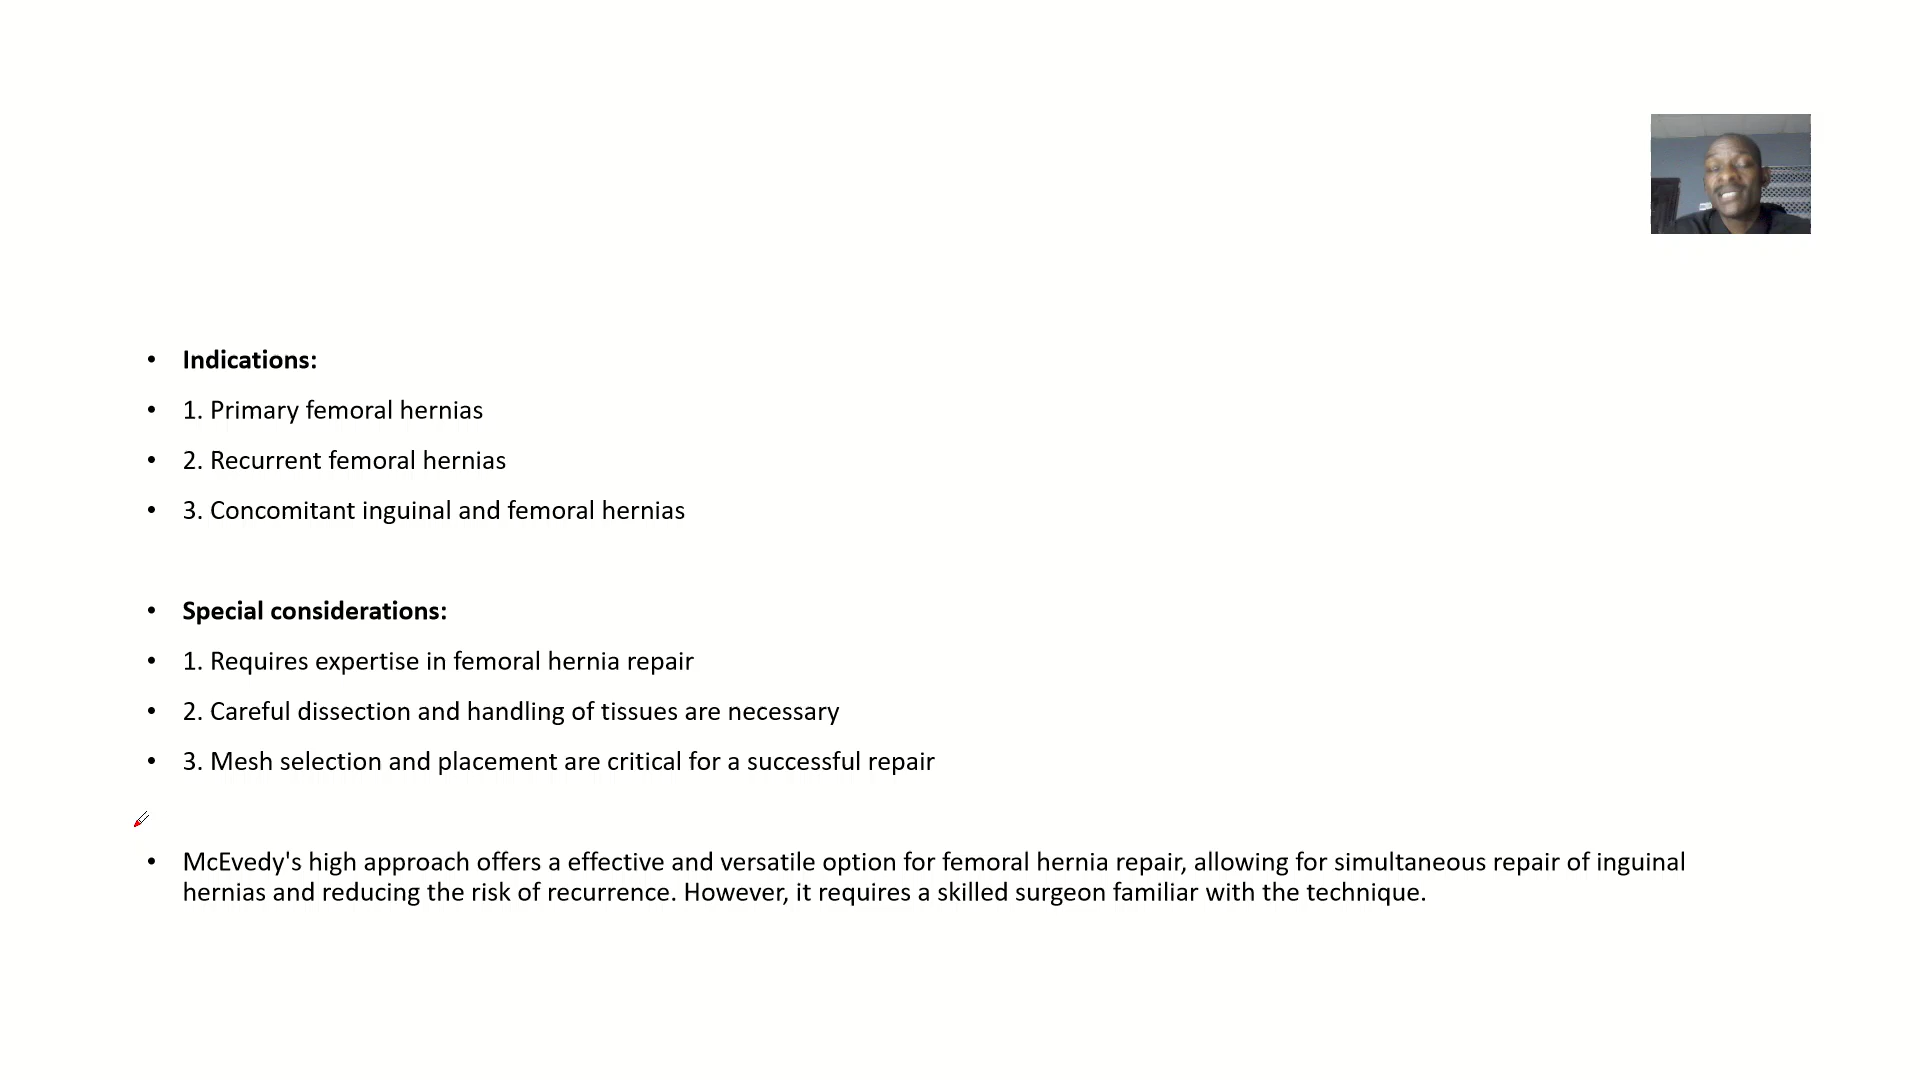 • Indications:
• 1. Primary femoral hernias
• 2. Recurrent femoral hernias
• 3. Concomitant inguinal and femoral hernias
• Special considerations:
• 1. Requires expertise in femoral hernia repair
• 2. Careful dissection and handling of tissues are necessary
• 3. Mesh selection and placement are critical for a successful repair
• McEvedy's high approach offers a effective and versatile option for femoral hernia repair, allowing for simultaneous repair of inguinal
hernias and reducing the risk of recurrence. However, it requires a skilled surgeon familiar with the technique.